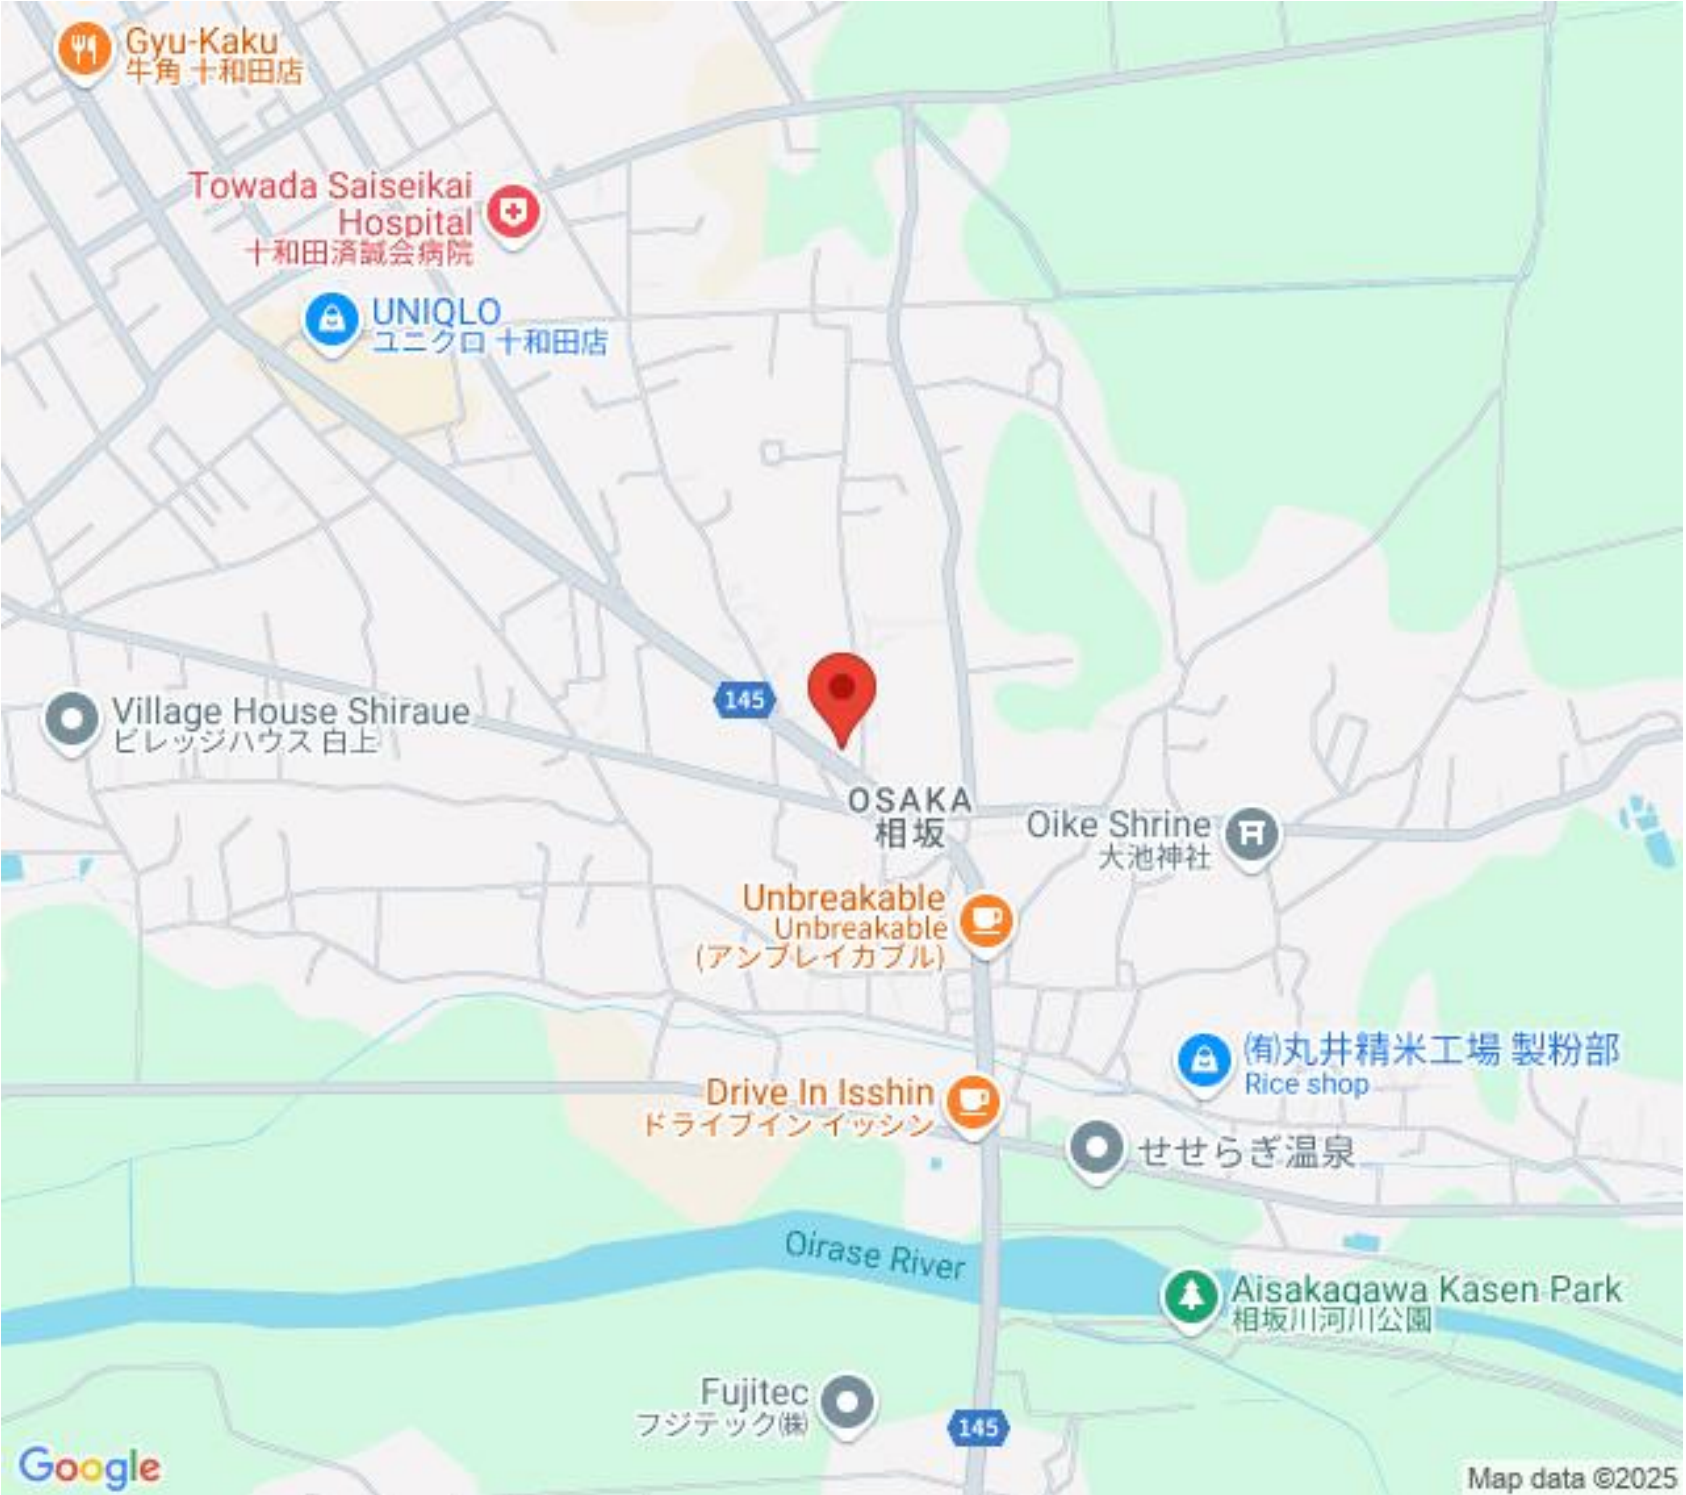 Gyu-Kaku
牛角 十和田店
Towada Saiseikai
Hospital
十和田済誠会病院
UNIQLO
ユニクロ 十和田店
145
Village House Shiraue
ビレッジハウス 白上
OSAKA
相坂
Oike Shrine
大池神社
Unbreakable
Unbreakable
(アンブレイカブル)
㈲丸井精米工場 製粉部
Rice shop
Drive In Isshin
ドライブイン イッシン
せせらぎ温泉
Oirase River
Aisakagawa Kasen Park
相坂川河川公園
Fujitec
フジテック㈱
145
Google
Map data ©2025